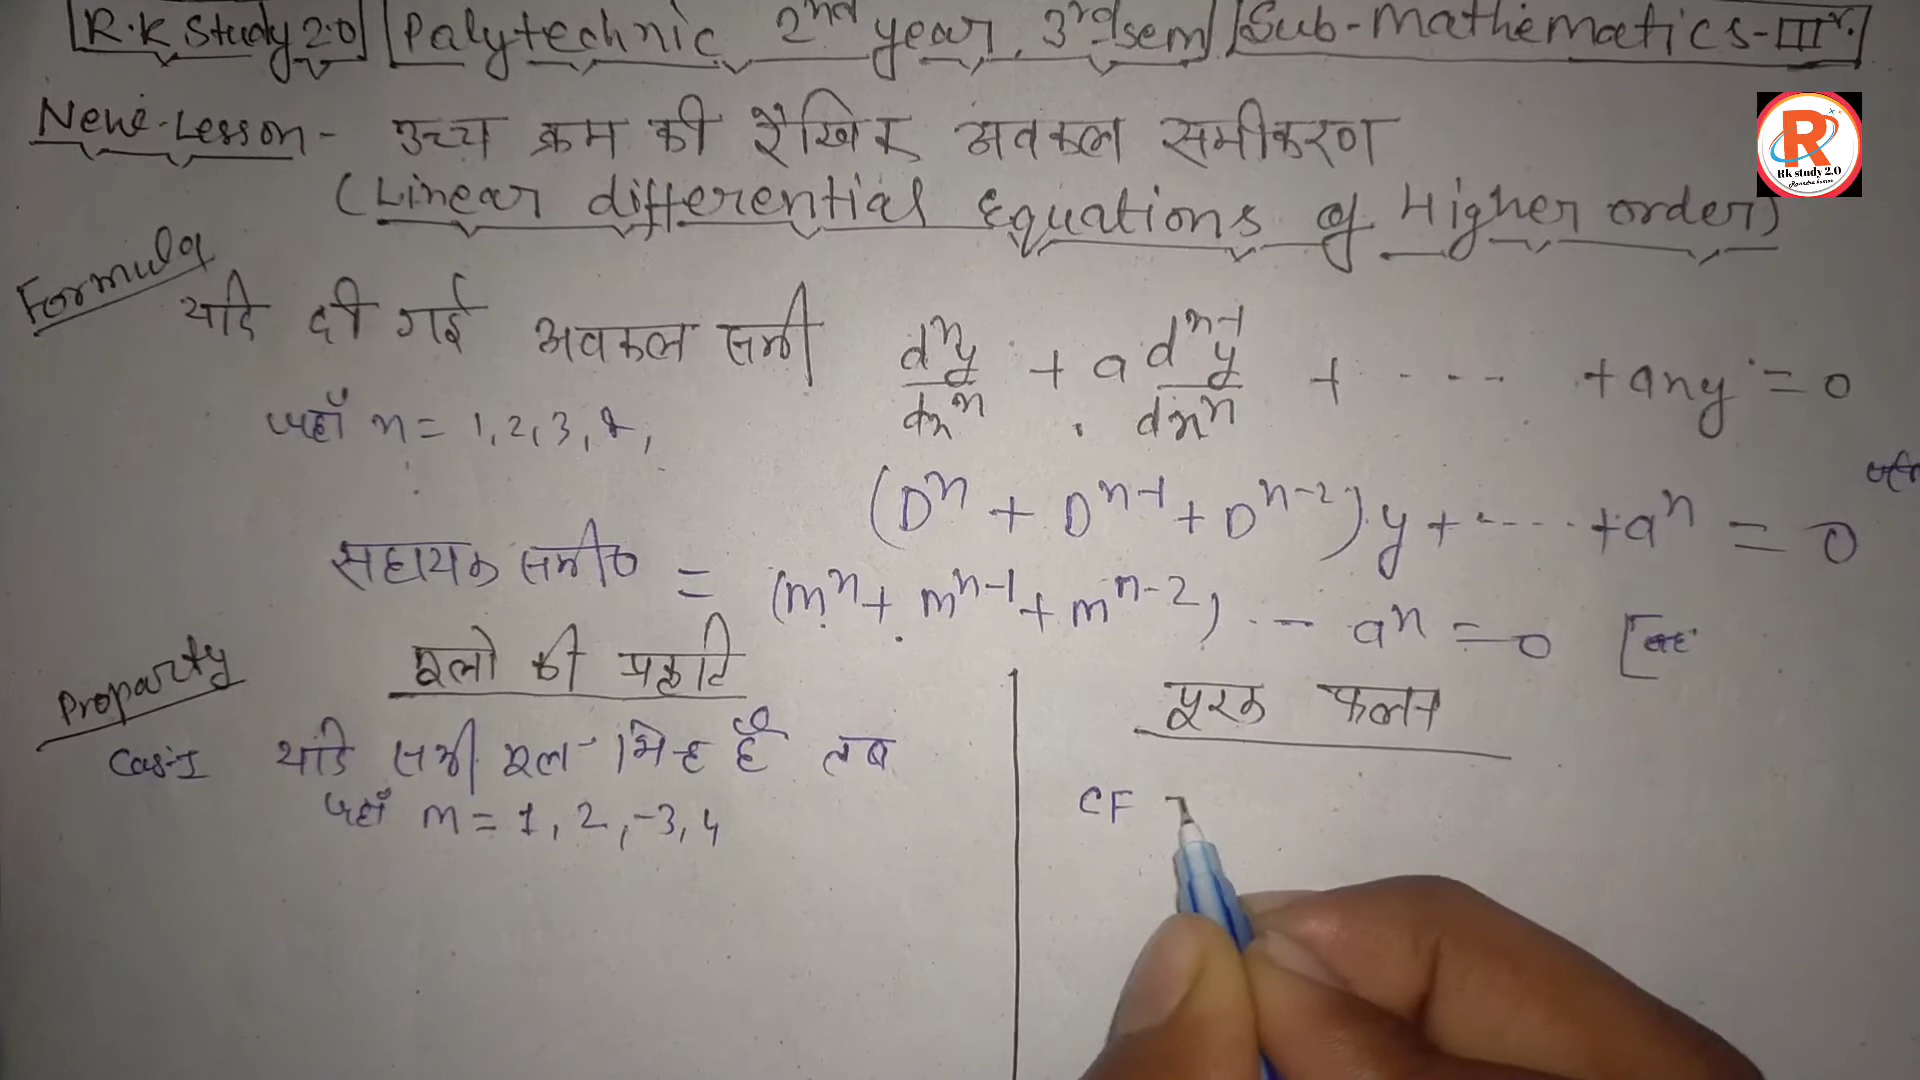 R.K Study 2.0 Palytechnic 2nd year, 3rd sem Sub-Mathematics-III
New-Lesson- उच्च क्रम की रैखिक अवकल समीकरण
(Linear differential Equations of Higher order)
Formula
यदि दी गई अवकल समी dⁿy/dxⁿ + a dⁿ⁻¹y/dxⁿ + .... + any = 0
जहाँ n = 1, 2, 3, 4,
(Dⁿ + Dⁿ⁻¹ + Dⁿ⁻²) y + ..... + aⁿ = 0
सहायक समी० = (mⁿ + mⁿ⁻¹ + mⁿ⁻²) .. - aⁿ = 0 [
Proparty
मूलो की प्रकृति
पूरक फलन
Cas-I यदि सभी मूल भिन्न हैं तब
जहाँ m = 1, 2, -3, 4
CF
R
Rk study 2.0